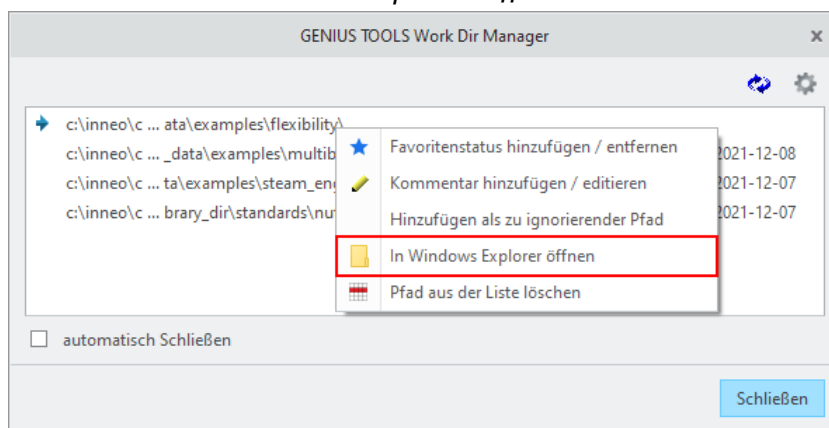 GENIUS TOOLS Work Dir Manager
c:\inneo\c ... ata\examples\flexibility\
c:\inneo\c ... _data\examples\multib
2021-12-08
c:\inneo\c ... ta\examples\steam_en
2021-12-07
c:\inneo\c ... brary_dir\standards\nu
2021-12-07
Favoritenstatus hinzufügen / entfernen
Kommentar hinzufügen / editieren
Hinzufügen als zu ignorierender Pfad
In Windows Explorer öffnen
Pfad aus der Liste löschen
automatisch Schließen
Schließen